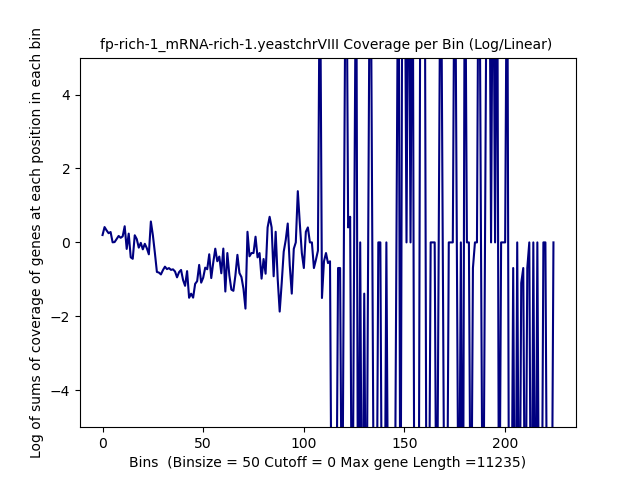 fp-rich-1_mRNA-rich-1.yeastchrVIII Coverage per Bin (Log/Linear)
Log of sums of coverage of genes at each position in each bin
4
2
0
−2
−4
0 50 100 150 200
Bins  (Binsize = 50 Cutoff = 0 Max gene Length =11235)